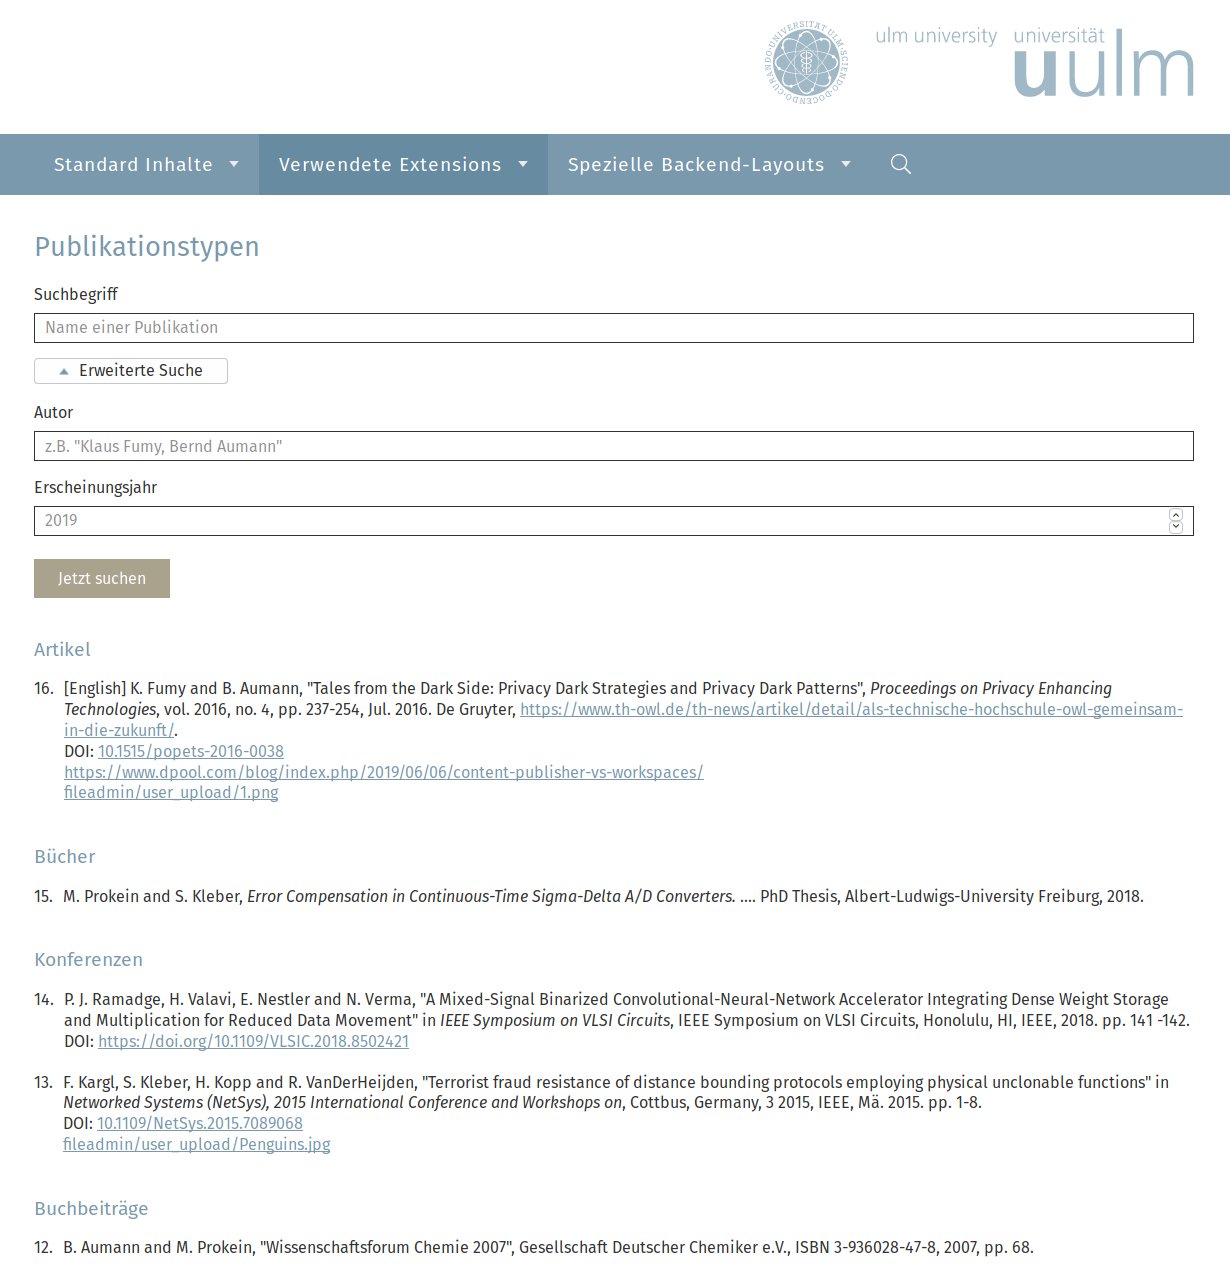 UNIVERSITÄT ULM · SCIENDO · DOCENDO · CURANDO ·
ulm university universität
uulm
Standard Inhalte
Verwendete Extensions
Spezielle Backend-Layouts
Publikationstypen
Suchbegriff
Name einer Publikation
Erweiterte Suche
Autor
z.B. "Klaus Fumy, Bernd Aumann"
Erscheinungsjahr
2019
Jetzt suchen
Artikel
16. [English] K. Fumy and B. Aumann, "Tales from the Dark Side: Privacy Dark Strategies and Privacy Dark Patterns", Proceedings on Privacy Enhancing
Technologies, vol. 2016, no. 4, pp. 237-254, Jul. 2016. De Gruyter, https://www.th-owl.de/th-news/artikel/detail/als-technische-hochschule-owl-gemeinsam-
in-die-zukunft/.
DOI: 10.1515/popets-2016-0038
https://www.dpool.com/blog/index.php/2019/06/06/content-publisher-vs-workspaces/
fileadmin/user_upload/1.png
Bücher
15. M. Prokein and S. Kleber, Error Compensation in Continuous-Time Sigma-Delta A/D Converters. .... PhD Thesis, Albert-Ludwigs-University Freiburg, 2018.
Konferenzen
14. P. J. Ramadge, H. Valavi, E. Nestler and N. Verma, "A Mixed-Signal Binarized Convolutional-Neural-Network Accelerator Integrating Dense Weight Storage
and Multiplication for Reduced Data Movement" in IEEE Symposium on VLSI Circuits, IEEE Symposium on VLSI Circuits, Honolulu, HI, IEEE, 2018. pp. 141 -142.
DOI: https://doi.org/10.1109/VLSIC.2018.8502421
13. F. Kargl, S. Kleber, H. Kopp and R. VanDerHeijden, "Terrorist fraud resistance of distance bounding protocols employing physical unclonable functions" in
Networked Systems (NetSys), 2015 International Conference and Workshops on, Cottbus, Germany, 3 2015, IEEE, Mä. 2015. pp. 1-8.
DOI: 10.1109/NetSys.2015.7089068
fileadmin/user_upload/Penguins.jpg
Buchbeiträge
12. B. Aumann and M. Prokein, "Wissenschaftsforum Chemie 2007", Gesellschaft Deutscher Chemiker e.V., ISBN 3-936028-47-8, 2007, pp. 68.